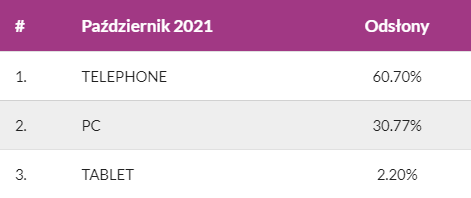 # Październik 2021 Odsłony
1. TELEPHONE 60.70%
2. PC 30.77%
3. TABLET 2.20%